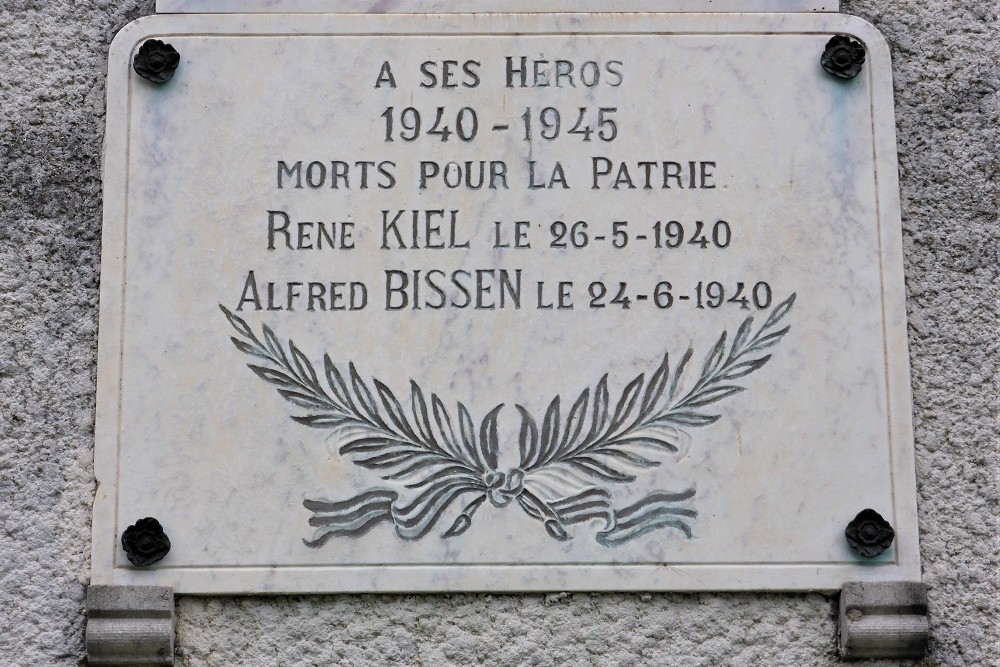 A SES HÉROS
1940-1945
MORTS POUR LA PATRIE
RENÉ KIEL LE 26-5-1940
ALFRED BISSEN LE 24-6-1940